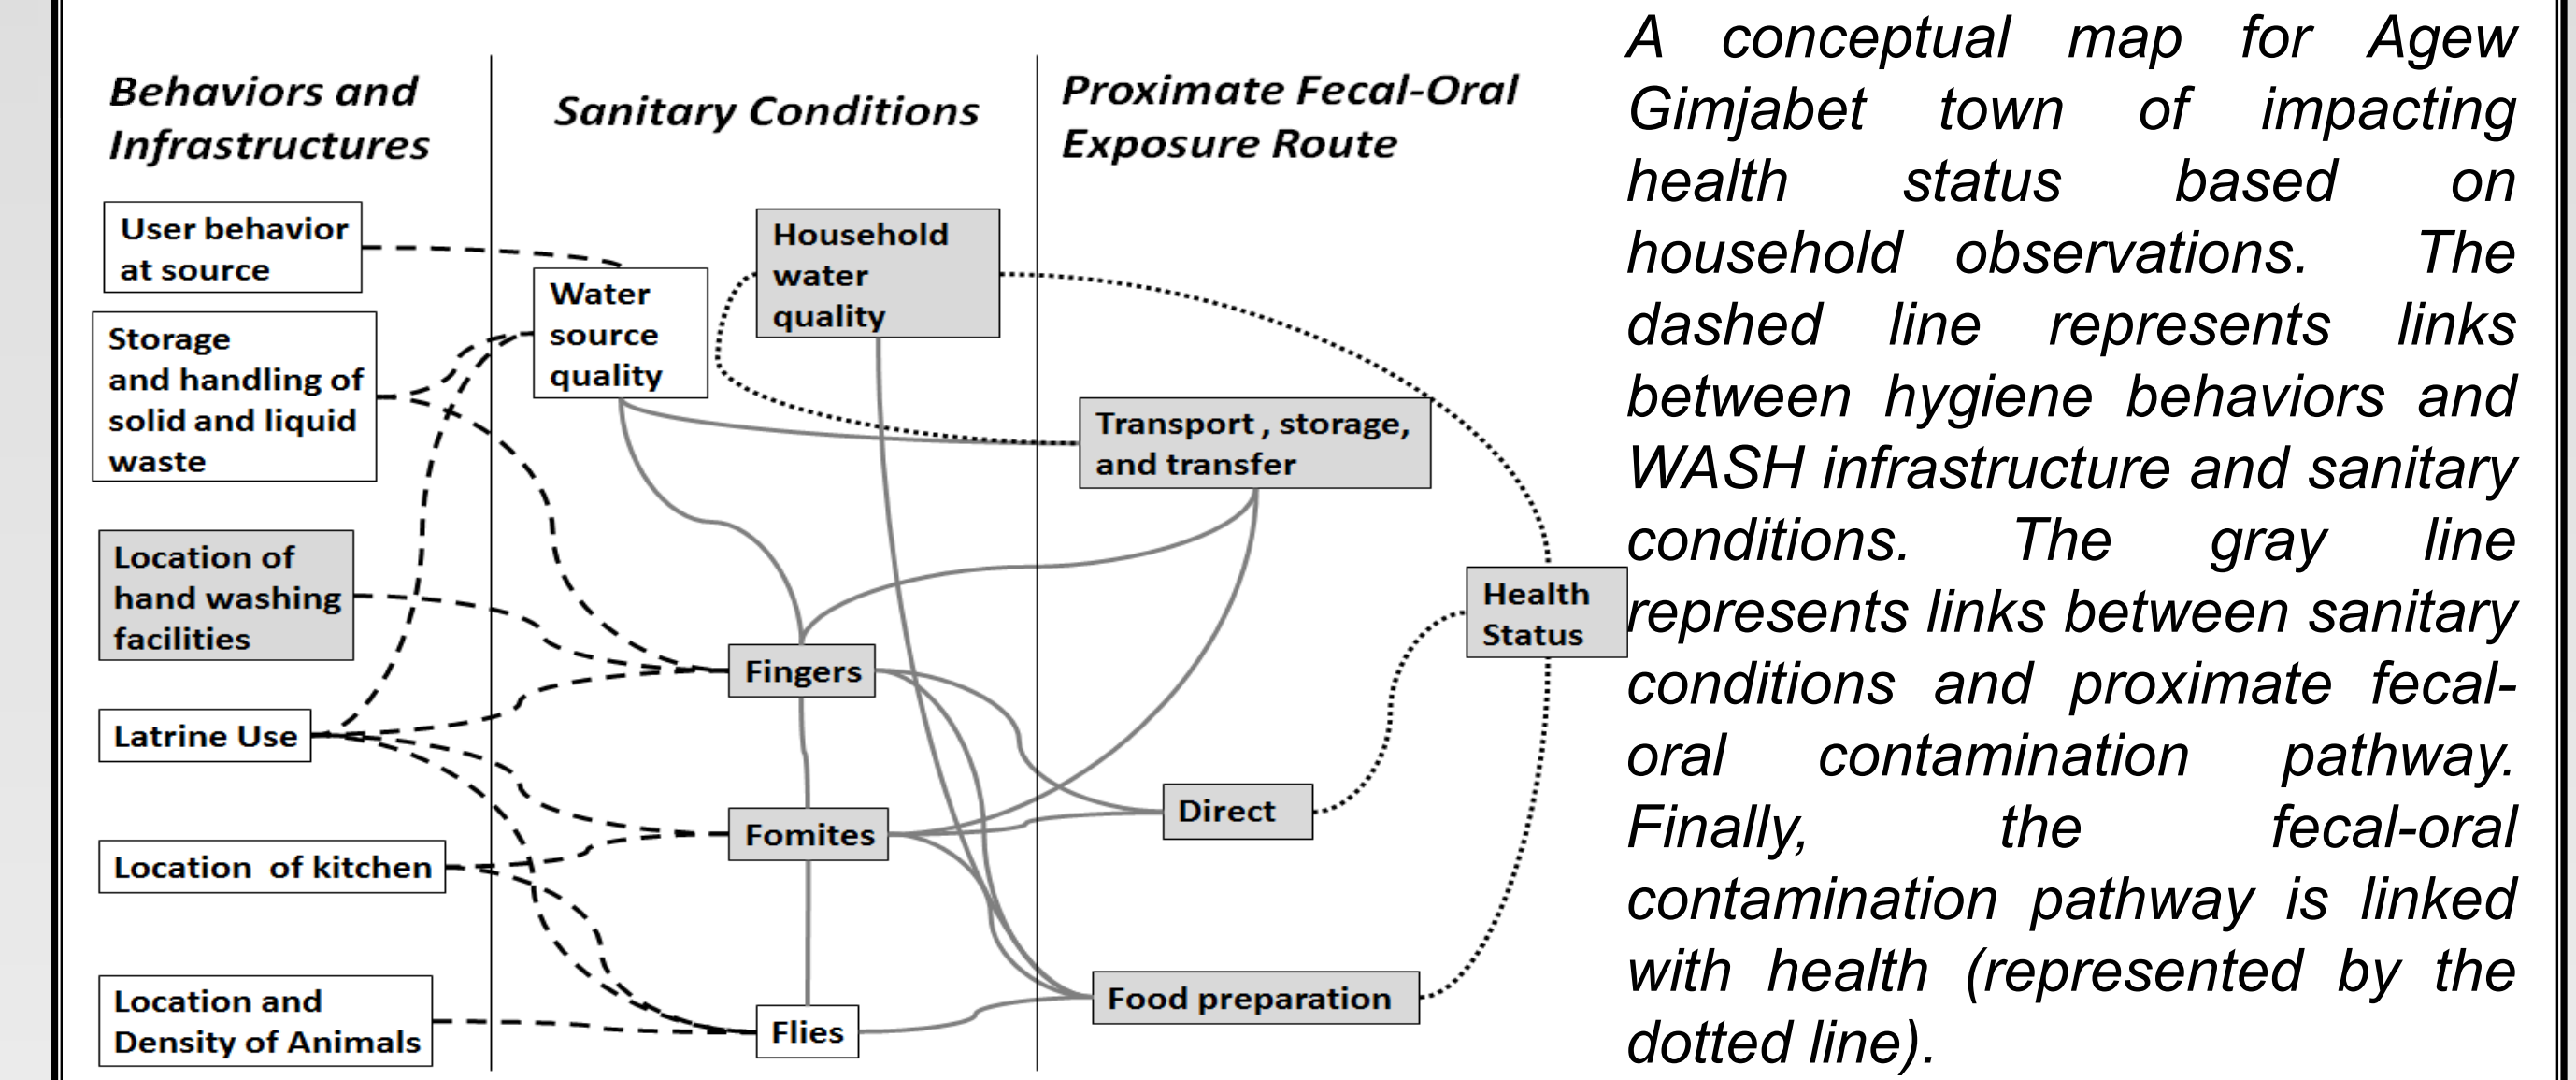 Behaviors and
Infrastructures
Sanitary Conditions
Proximate Fecal-Oral
Exposure Route
User behavior
at source
Storage
and handling of
solid and liquid
waste
Location of
hand washing
facilities
Latrine Use
Location of kitchen
Location and
Density of Animals
Water
source
quality
Household
water
quality
Fingers
Fomites
Flies
Transport , storage,
and transfer
Direct
Food preparation
Health
Status
A conceptual map for Agew
Gimjabet town of impacting
health status based on
household observations. The
dashed line represents links
between hygiene behaviors and
WASH infrastructure and sanitary
conditions. The gray line
represents links between sanitary
conditions and proximate fecal-
oral contamination pathway.
Finally, the fecal-oral
contamination pathway is linked
with health (represented by the
dotted line).